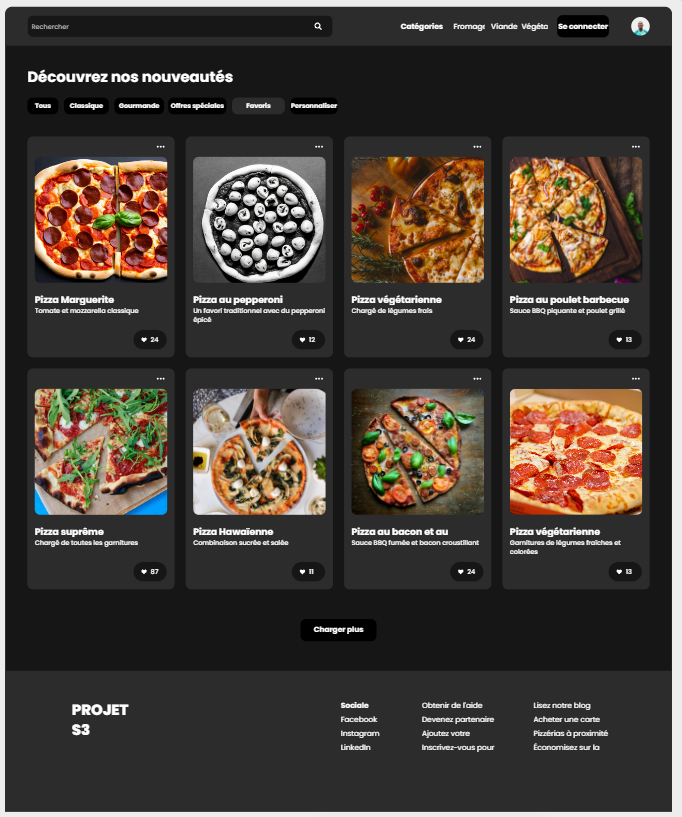 Rechercher
Catégories Fromage Viande Végéta Se connecter
Découvrez nos nouveautés
Tous Classique Gourmande Offres spéciales Favoris Personnaliser
Pizza Marguerite
Tomate et mozzarella classique
24
Pizza au pepperoni
Un favori traditionnel avec du pepperoni
épicé
12
Pizza végétarienne
Chargé de légumes frais
24
Pizza au poulet barbecue
Sauce BBQ piquante et poulet grillé
13
Pizza suprême
Chargé de toutes les garnitures
87
Pizza Hawaïenne
Combinaison sucrée et salée
11
Pizza au bacon et au
Sauce BBQ fumée et bacon croustillant
24
Pizza végétarienne
Garnitures de légumes fraîches et
colorées
13
Charger plus
PROJET
S3
Sociale
Facebook
Instagram
LinkedIn
Obtenir de l'aide
Devenez partenaire
Ajoutez votre
Inscrivez-vous pour
Lisez notre blog
Acheter une carte
Pizzérias à proximité
Économisez sur la